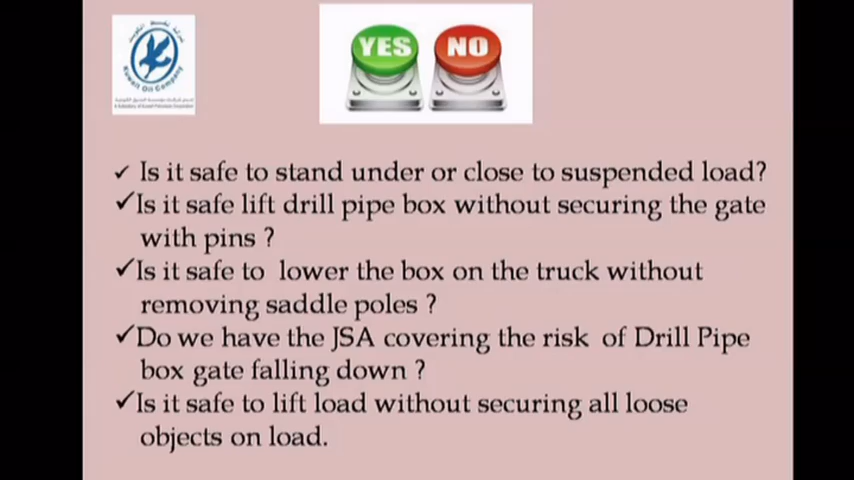 YES NO
Kuwait Oil Company
Is it safe to stand under or close to suspended load?
Is it safe lift drill pipe box without securing the gate
with pins ?
Is it safe to lower the box on the truck without
removing saddle poles ?
Do we have the JSA covering the risk of Drill Pipe
box gate falling down ?
Is it safe to lift load without securing all loose
objects on load.